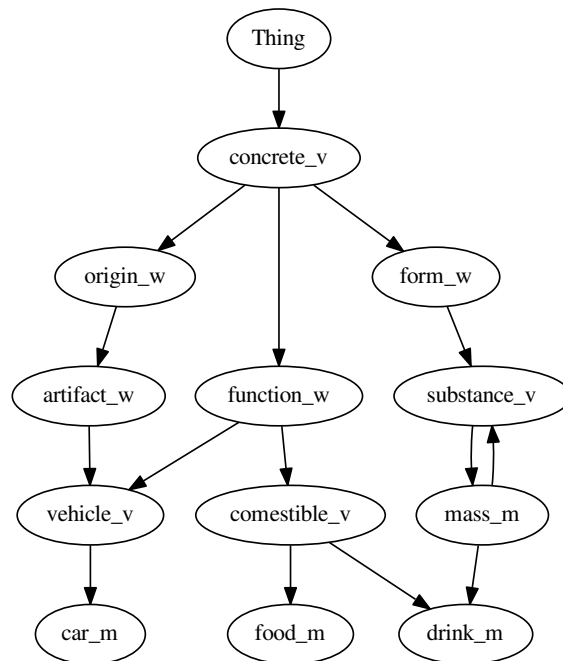 Thing
concrete_v
origin_w
form_w
artifact_w
function_w
substance_v
vehicle_v
comestible_v
mass_m
car_m
food_m
drink_m